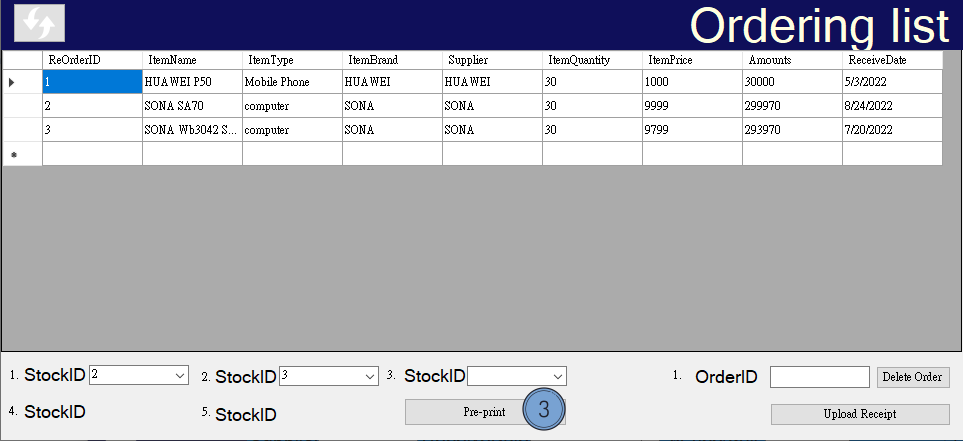 Ordering list
ReOrderID ItemName ItemType ItemBrand Supplier ItemQuantity ItemPrice Amounts ReceiveDate
1 HUAWEI P50 Mobile Phone HUAWEI HUAWEI 30 1000 30000 5/3/2022
2 SONA SA70 computer SONA SONA 30 9999 299970 8/24/2022
3 SONA Wb3042 S... computer SONA SONA 30 9799 293970 7/20/2022
1. StockID 2 2. StockID 3 3. StockID 1. OrderID Delete Order
4. StockID 5. StockID Pre-print 3 Upload Receipt